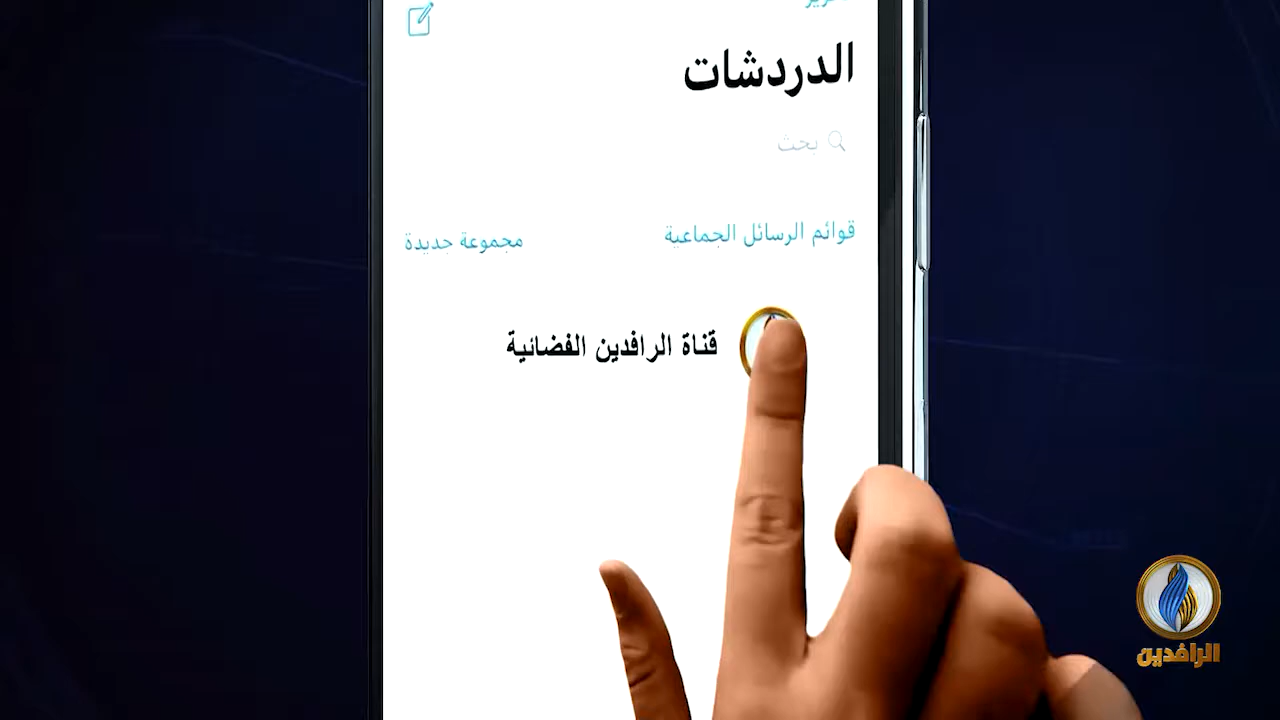 الدردشات
بحث
قوائم الرسائل الجماعية
مجموعة جديدة
قناة الرافدين الفضائية
الرافدين